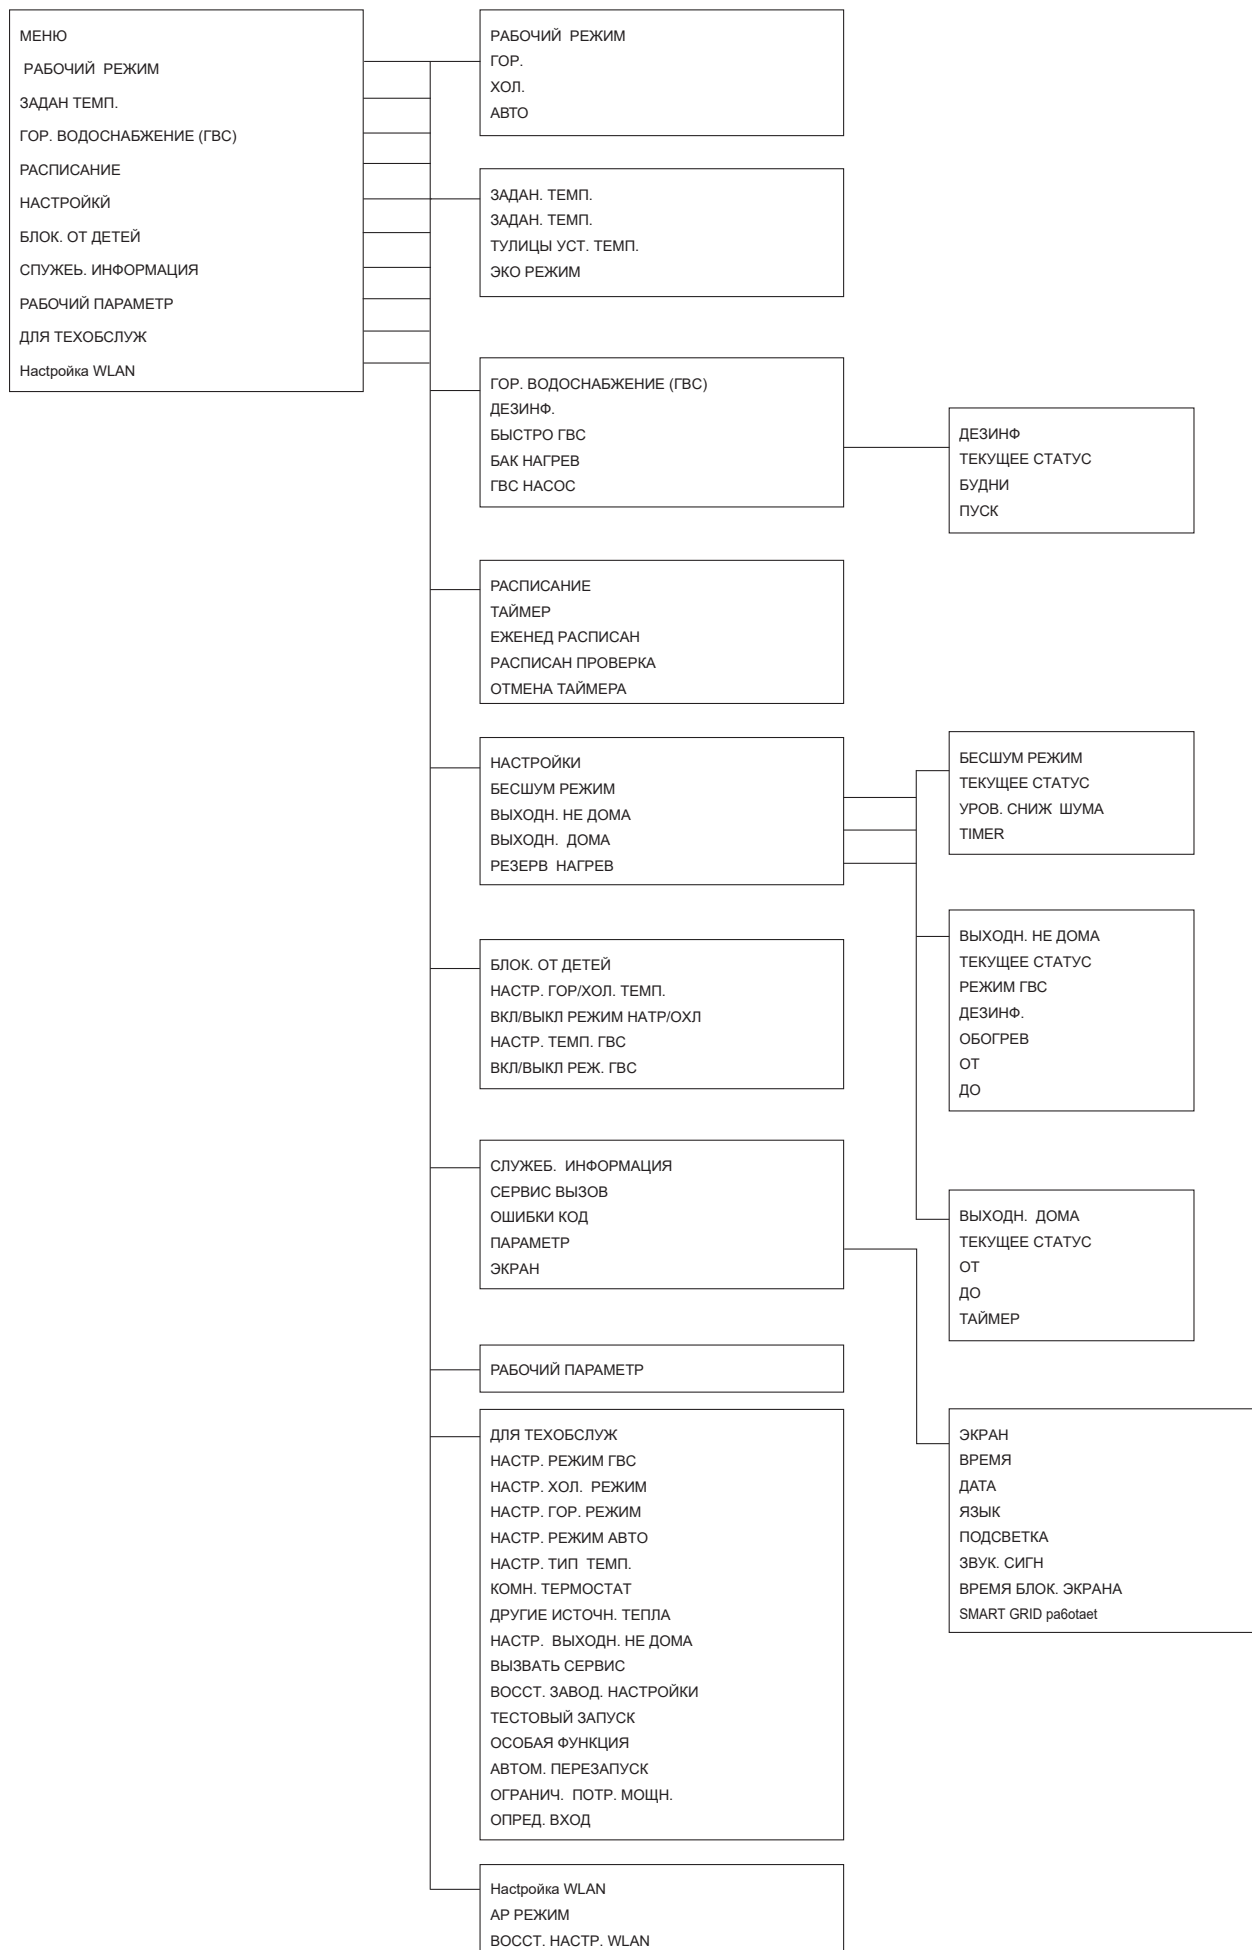 МЕНЮ
РАБОЧИЙ РЕЖИМ
ЗАДАН ТЕМП.
ГОР. ВОДОСНАБЖЕНИЕ (ГВС)
РАСПИСАНИЕ
НАСТРОЙКЙ
БЛОК. ОТ ДЕТЕЙ
СПУЖЕЬ. ИНФОРМАЦИЯ
РАБОЧИЙ ПАРАМЕТР
ДЛЯ ТЕХОБСЛУЖ
Настройка WLAN
РАБОЧИЙ РЕЖИМ
ГОР.
ХОЛ.
АВТО
ЗАДАН. ТЕМП.
ЗАДАН. ТЕМП.
ТУЛИЦЫ УСТ. ТЕМП.
ЭКО РЕЖИМ
ГОР. ВОДОСНАБЖЕНИЕ (ГВС)
ДЕЗИНФ.
БЫСТРО ГВС
БАК НАГРЕВ
ГВС НАСОС
ДЕЗИНФ
ТЕКУЩЕЕ СТАТУС
БУДНИ
ПУСК
РАСПИСАНИЕ
ТАЙМЕР
ЕЖЕНЕД РАСПИСАН
РАСПИСАН ПРОВЕРКА
ОТМЕНА ТАЙМЕРА
НАСТРОЙКИ
БЕСШУМ РЕЖИМ
ВЫХОДН. НЕ ДОМА
ВЫХОДН. ДОМА
РЕЗЕРВ НАГРЕВ
БЕСШУМ РЕЖИМ
ТЕКУЩЕЕ СТАТУС
УРОВ. СНИЖ ШУМА
TIMER
ВЫХОДН. НЕ ДОМА
ТЕКУЩЕЕ СТАТУС
РЕЖИМ ГВС
ДЕЗИНФ.
ОБОГРЕВ
ОТ
ДО
БЛОК. ОТ ДЕТЕЙ
НАСТР. ГОР/ХОЛ. ТЕМП.
ВКЛ/ВЫКЛ РЕЖИМ НАТР/ОХЛ
НАСТР. ТЕМП. ГВС
ВКЛ/ВЫКЛ РЕЖ. ГВС
СЛУЖЕБ. ИНФОРМАЦИЯ
СЕРВИС ВЫЗОВ
ОШИБКИ КОД
ПАРАМЕТР
ЭКРАН
ВЫХОДН. ДОМА
ТЕКУЩЕЕ СТАТУС
ОТ
ДО
ТАЙМЕР
РАБОЧИЙ ПАРАМЕТР
ДЛЯ ТЕХОБСЛУЖ
НАСТР. РЕЖИМ ГВС
НАСТР. ХОЛ. РЕЖИМ
НАСТР. ГОР. РЕЖИМ
НАСТР. РЕЖИМ АВТО
НАСТР. ТИП ТЕМП.
КОМН. ТЕРМОСТАТ
ДРУГИЕ ИСТОЧН. ТЕПЛА
НАСТР. ВЫХОДН. НЕ ДОМА
ВЫЗВАТЬ СЕРВИС
ВОССТ. ЗАВОД. НАСТРОЙКИ
ТЕСТОВЫЙ ЗАПУСК
ОСОБАЯ ФУНКЦИЯ
АВТОМ. ПЕРЕЗАПУСК
ОГРАНИЧ. ПОТР. МОЩН.
ОПРЕД. ВХОД
ЭКРАН
ВРЕМЯ
ДАТА
ЯЗЫК
ПОДСВЕТКА
ЗВУК. СИГН
ВРЕМЯ БЛОК. ЭКРАНА
SMART GRID pa6otaet
Настройка WLAN
АР РЕЖИМ
ВОССТ. НАСТР. WLAN